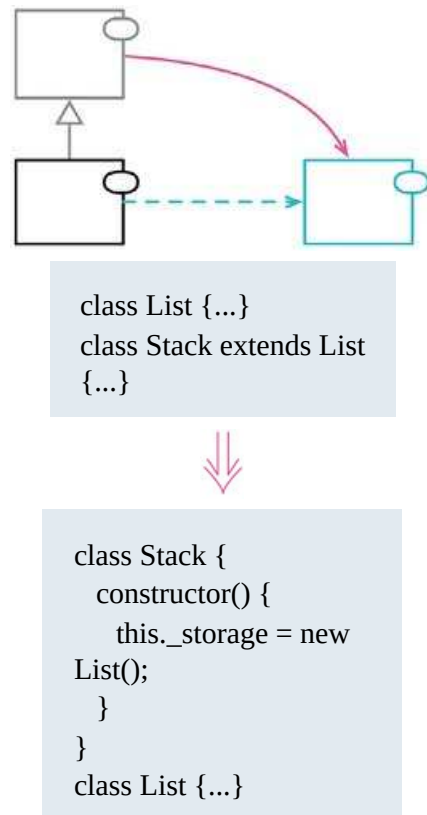 class List {...}
class Stack extends List
{...}
class Stack {
constructor() {
this._storage = new
List();
}
}
class List {...}